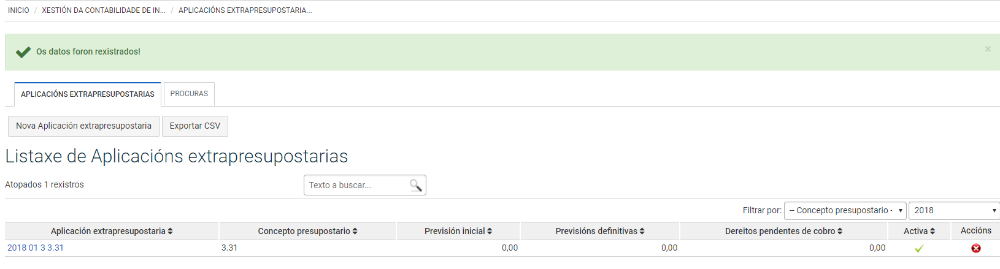 INICIO / XESTIÓN DA CONTABILIDADE DE IN... / APLICACIÓNS EXTRAPRESUPOSTARIA...
Os datos foron rexistrados! ×
APLICACIÓNS EXTRAPRESUPOSTARIAS PROCURAS
Nova Aplicación extrapresupostaria Exportar CSV
Listaxe de Aplicacións extrapresupostarias
Atopados 1 rexistros Texto a buscar...
Filtrar por: -- Concepto presupostario - 2018
Aplicación extrapresupostaria Concepto presupostario Previsión inicial Previsións definitivas Dereitos pendentes de cobro Activa Accións
2018 01 3 3.31 3.31 0,00 0,00 0,00